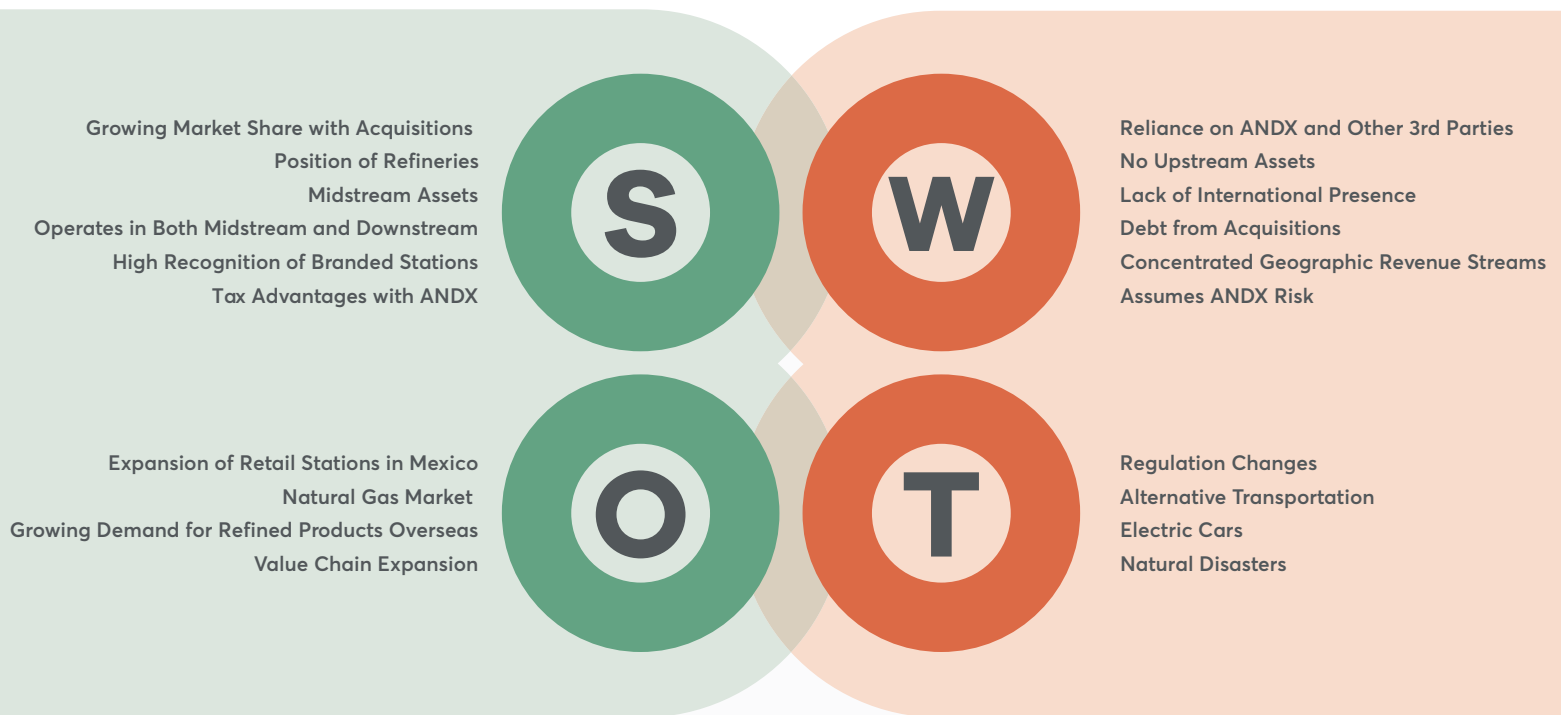 S
Growing Market Share with Acquisitions
Position of Refineries
Midstream Assets
Operates in Both Midstream and Downstream
High Recognition of Branded Stations
Tax Advantages with ANDX
W
Reliance on ANDX and Other 3rd Parties
No Upstream Assets
Lack of International Presence
Debt from Acquisitions
Concentrated Geographic Revenue Streams
Assumes ANDX Risk
O
Expansion of Retail Stations in Mexico
Natural Gas Market
Growing Demand for Refined Products Overseas
Value Chain Expansion
T
Regulation Changes
Alternative Transportation
Electric Cars
Natural Disasters